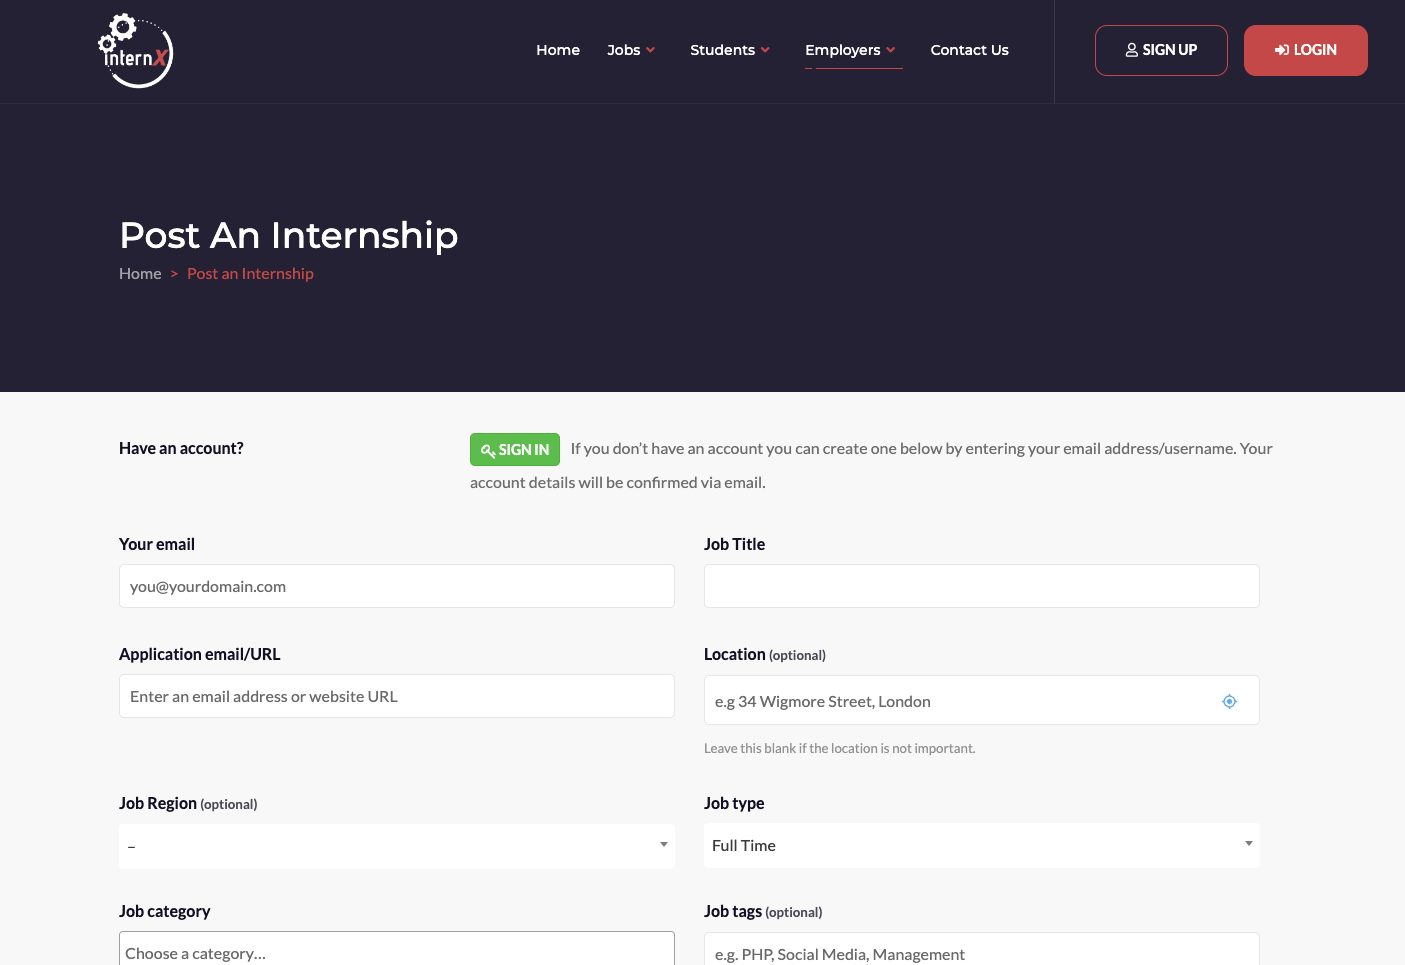 internX
Home Jobs Students Employers Contact Us SIGN UP LOGIN
Post An Internship
Home > Post an Internship
Have an account?
SIGN IN If you don’t have an account you can create one below by entering your email address/username. Your
account details will be confirmed via email.
Your email
you@yourdomain.com
Job Title
Application email/URL
Enter an email address or website URL
Location (optional)
e.g 34 Wigmore Street, London
Leave this blank if the location is not important.
Job Region (optional)
–
Job type
Full Time
Job category
Choose a category…
Job tags (optional)
e.g. PHP, Social Media, Management